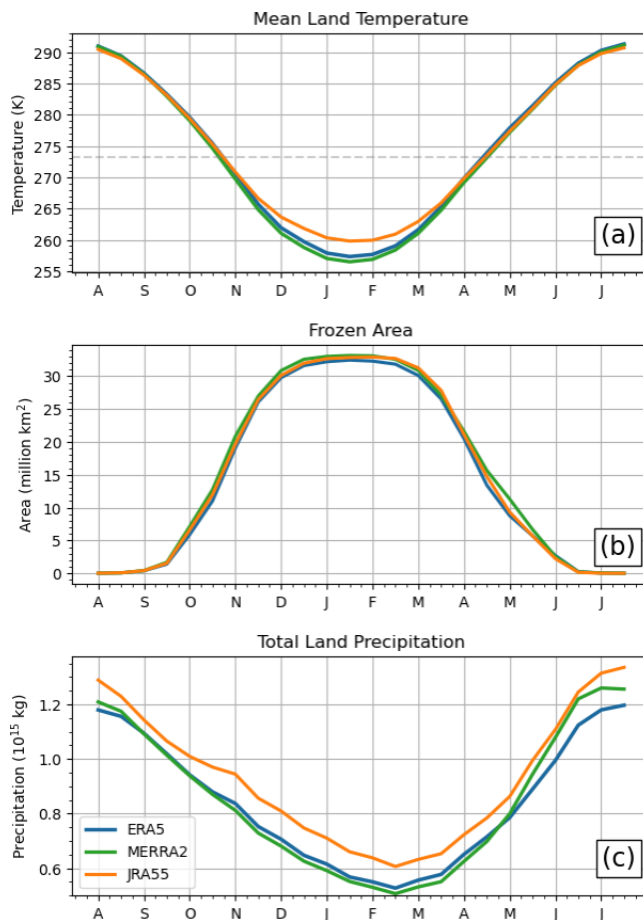 Mean Land Temperature
Temperature (K)
290
285
280
275
270
265
260
255
(a)
A S O N D J F M A M J J
Frozen Area
Area (million km²)
30
25
20
15
10
5
0
(b)
A S O N D J F M A M J J
Total Land Precipitation
Precipitation (10¹⁵ kg)
1.2
1.0
0.8
0.6
ERA5
MERRA2
JRA55
(c)
A S O N D J F M A M J J